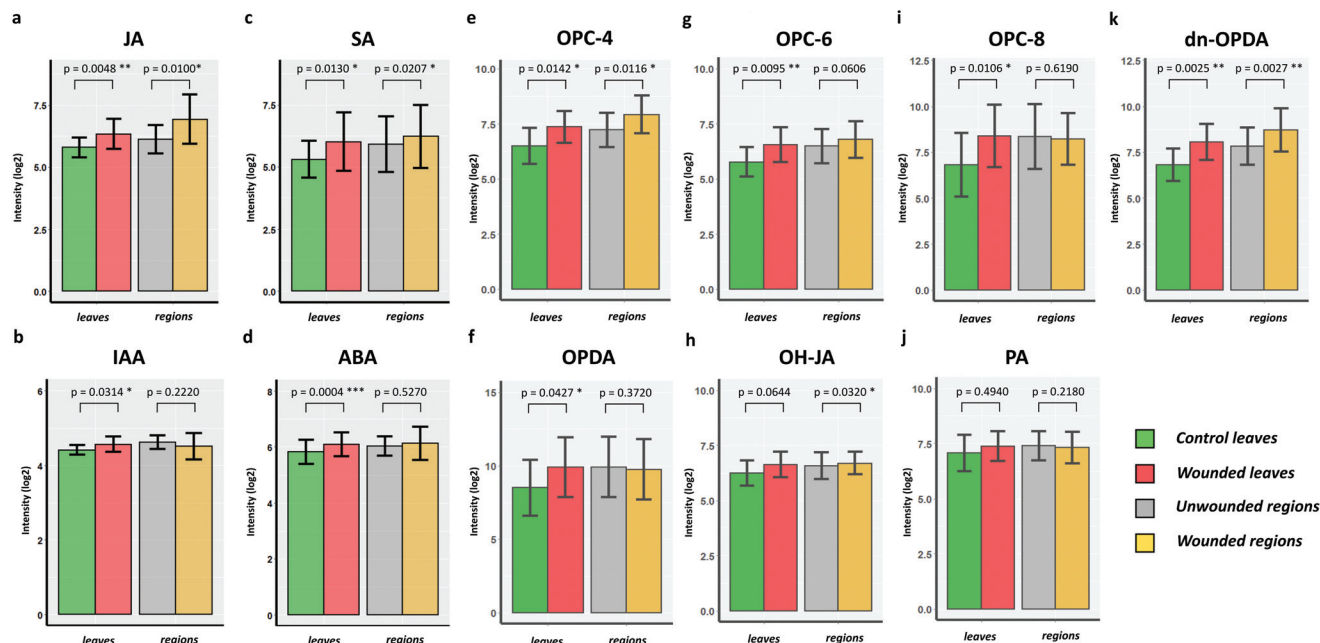 a
JA
p = 0.0048 **
p = 0.0100*
Intensity (log2)
7.5
5.0
2.5
0.0
leaves
regions
c
SA
p = 0.0130 *
p = 0.0207 *
Intensity (log2)
7.5
5.0
2.5
0.0
leaves
regions
e
OPC-4
p = 0.0142 *
p = 0.0116 *
Intensity (log2)
10.0
7.5
5.0
2.5
0.0
leaves
regions
g
OPC-6
p = 0.0095 **
p = 0.0606
Intensity (log2)
10.0
7.5
5.0
2.5
0.0
leaves
regions
i
OPC-8
p = 0.0106 *
p = 0.6190
Intensity (log2)
12.5
10.0
7.5
5.0
2.5
0.0
leaves
regions
k
dn-OPDA
p = 0.0025 **
p = 0.0027 **
Intensity (log2)
12.5
10.0
7.5
5.0
2.5
0.0
leaves
regions
b
IAA
p = 0.0314 *
p = 0.2220
Intensity (log2)
6
4
2
0
leaves
regions
d
ABA
p = 0.0004 ***
p = 0.5270
Intensity (log2)
8
6
4
2
0
leaves
regions
f
OPDA
p = 0.0427 *
p = 0.3720
Intensity (log2)
15
10
5
0
leaves
regions
h
OH-JA
p = 0.0644
p = 0.0320 *
Intensity (log2)
10.0
7.5
5.0
2.5
0.0
leaves
regions
j
PA
p = 0.4940
p = 0.2180
Intensity (log2)
10.0
7.5
5.0
2.5
0.0
leaves
regions
Control leaves
Wounded leaves
Unwounded regions
Wounded regions